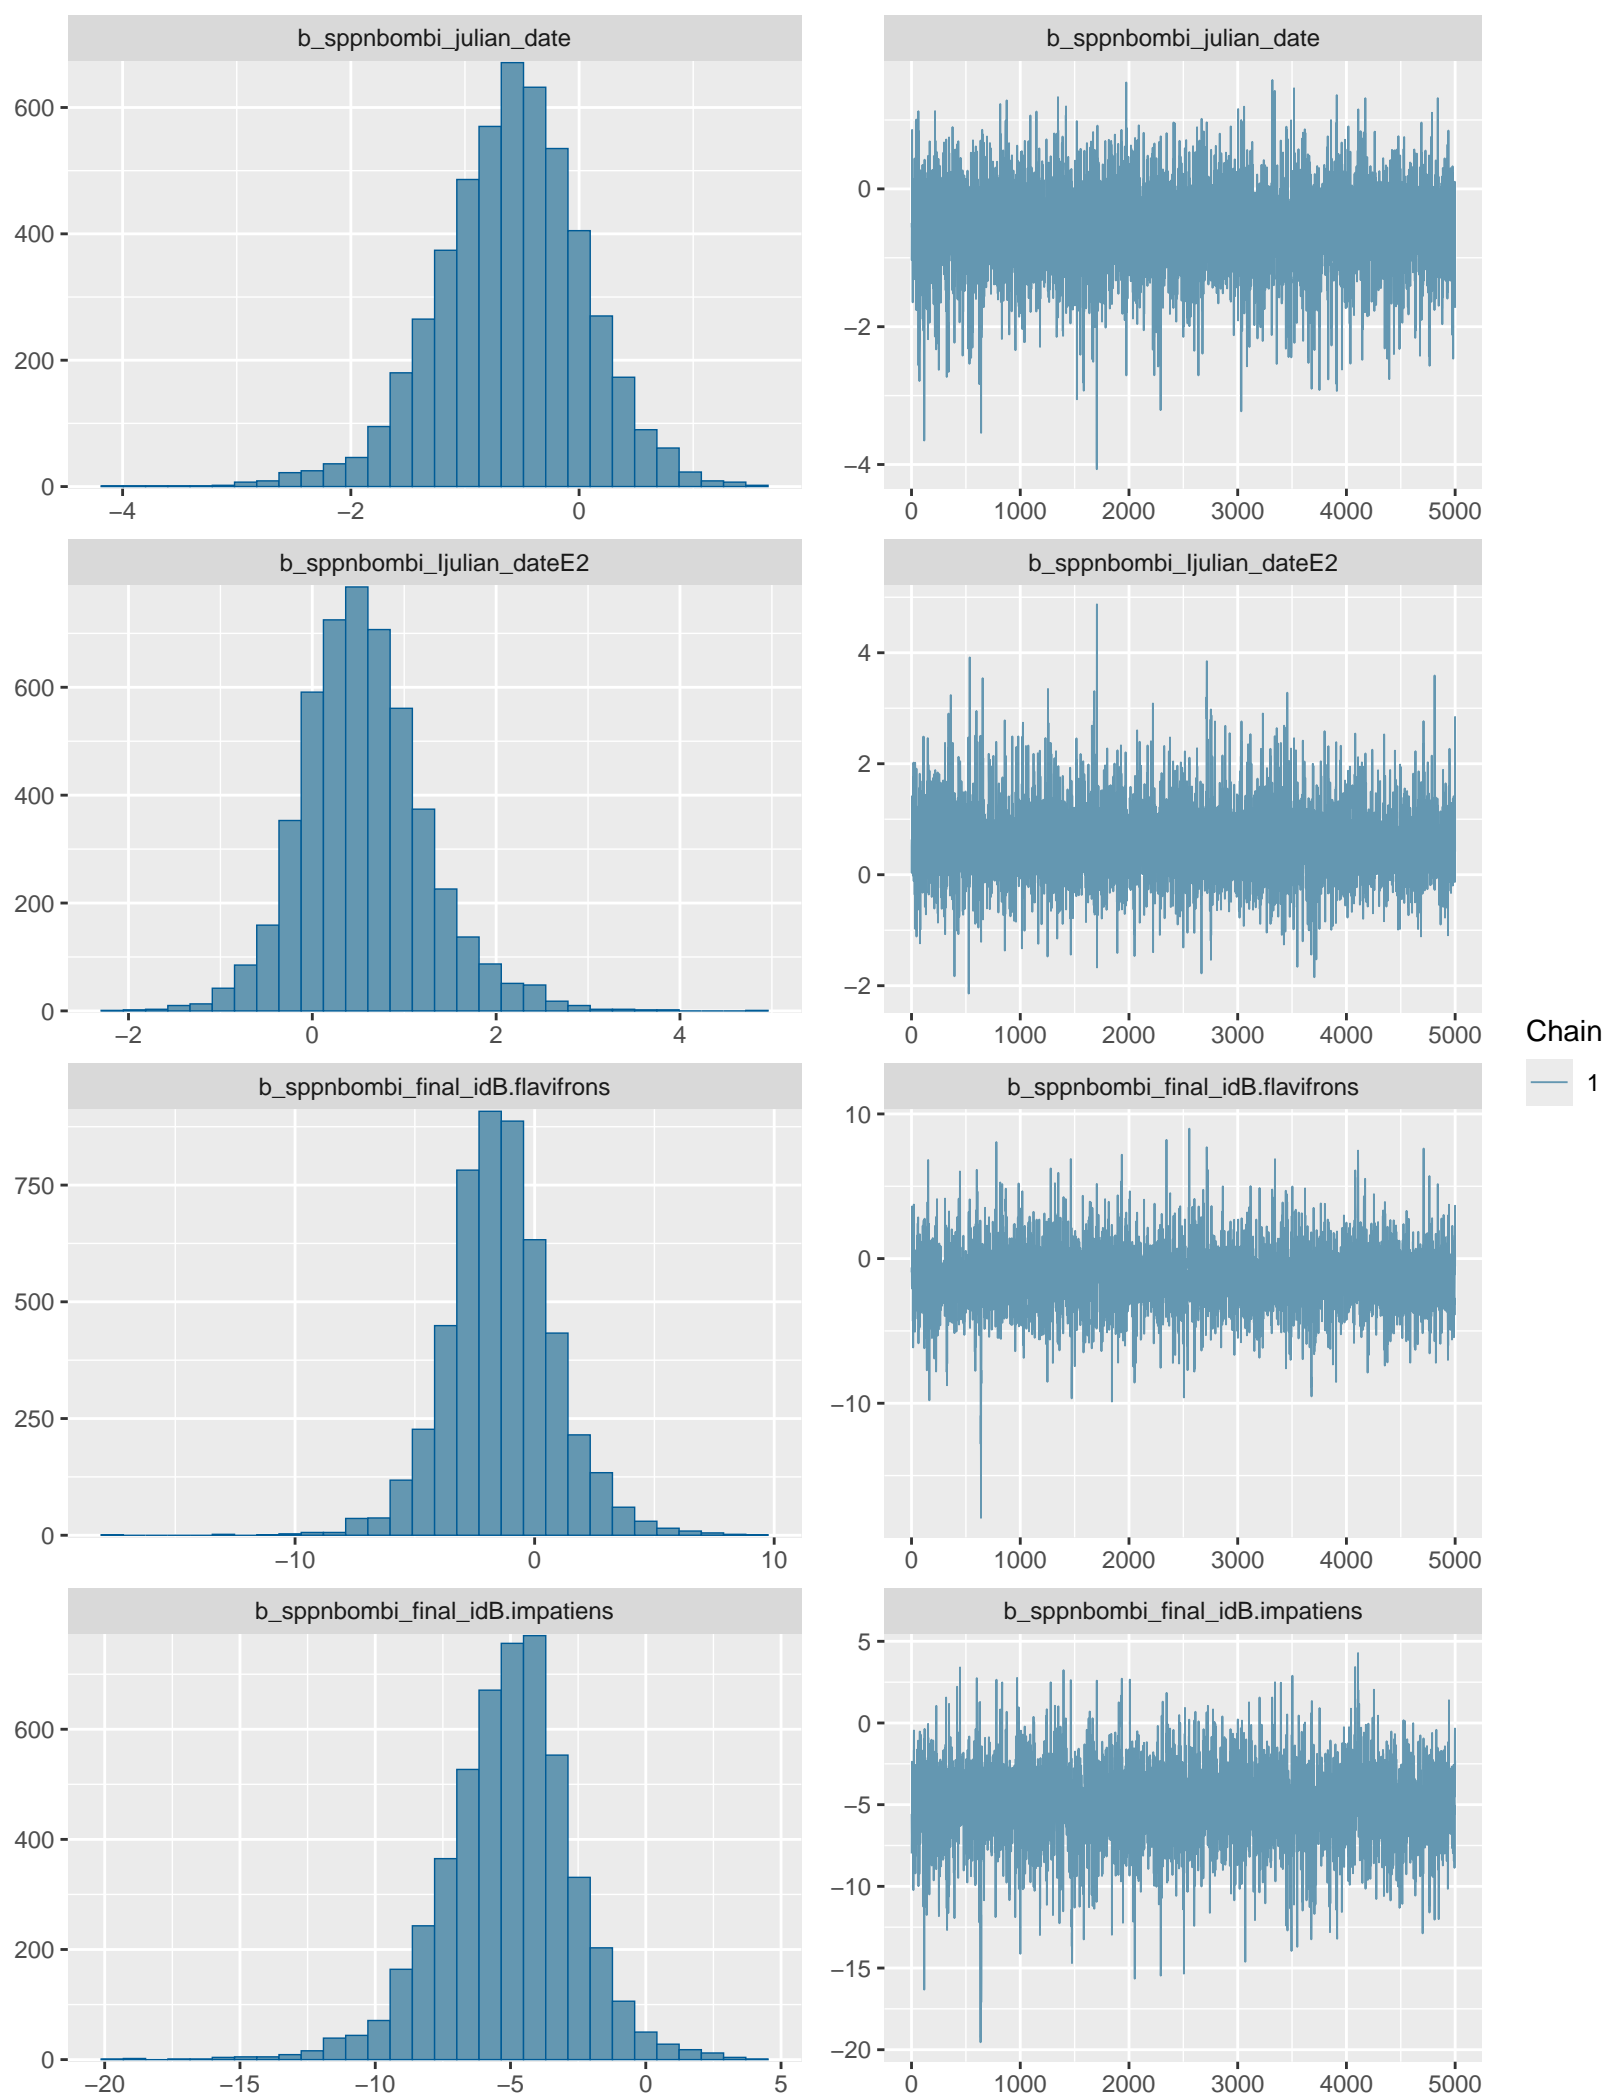 b_sppnbombi_julian_date
b_sppnbombi_julian_date
600
400
200
0
−4 −2 0
0
−2
−4
0 1000 2000 3000 4000 5000
b_sppnbombi_Ijulian_dateE2
b_sppnbombi_Ijulian_dateE2
600
400
200
0
−2 0 2 4
4
2
0
−2
0 1000 2000 3000 4000 5000
Chain
1
b_sppnbombi_final_idB.flavifrons
b_sppnbombi_final_idB.flavifrons
750
500
250
0
−10 0 10
10
0
−10
0 1000 2000 3000 4000 5000
b_sppnbombi_final_idB.impatiens
b_sppnbombi_final_idB.impatiens
600
400
200
0
−20 −15 −10 −5 0 5
5
0
−5
−10
−15
−20
0 1000 2000 3000 4000 5000